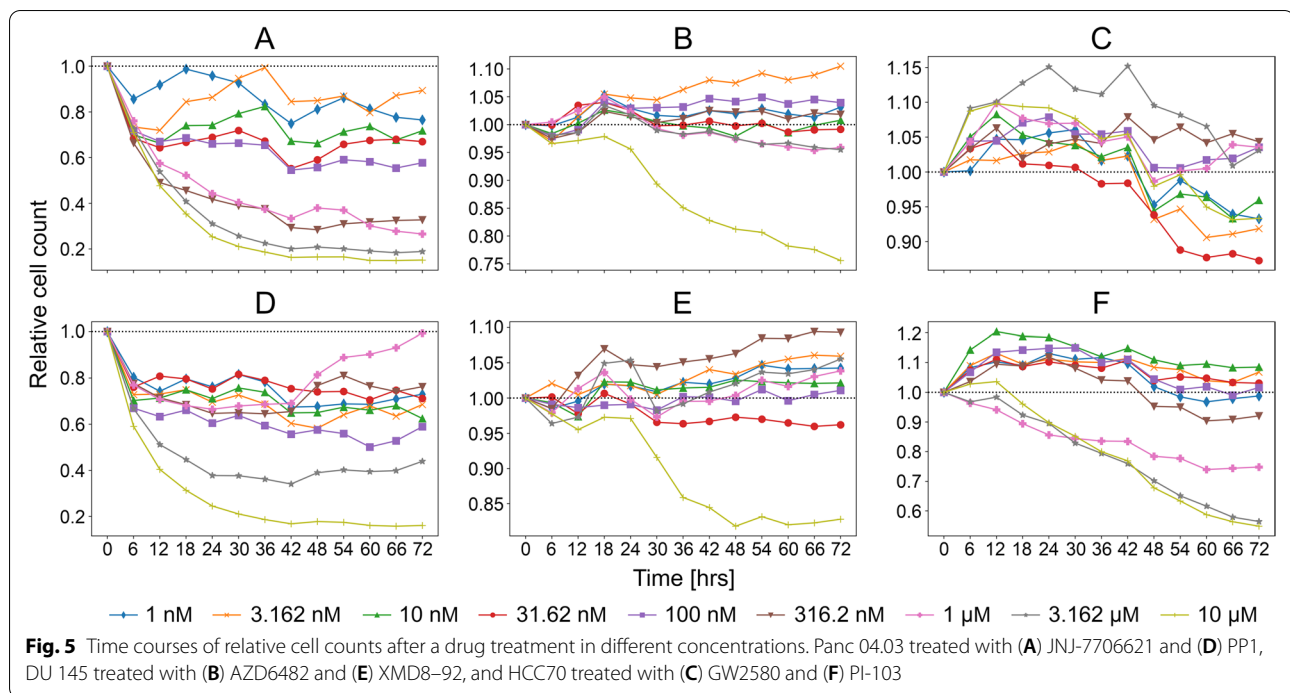 A B C
1.0 0.8 0.6 0.4 0.2
1.10 1.05 1.00 0.95 0.90 0.85 0.80 0.75
1.15 1.10 1.05 1.00 0.95 0.90
Relative cell count
D E F
1.0 0.8 0.6 0.4 0.2
1.10 1.05 1.00 0.95 0.90 0.85
1.2 1.1 1.0 0.9 0.8 0.7 0.6
0 6 12 18 24 30 36 42 48 54 60 66 72 0 6 12 18 24 30 36 42 48 54 60 66 72 0 6 12 18 24 30 36 42 48 54 60 66 72
Time [hrs]
1 nM 3.162 nM 10 nM 31.62 nM 100 nM 316.2 nM 1 µM 3.162 µM 10 µM
Fig. 5 Time courses of relative cell counts after a drug treatment in different concentrations. Panc 04.03 treated with (A) JNJ-7706621 and (D) PP1,
DU 145 treated with (B) AZD6482 and (E) XMD8–92, and HCC70 treated with (C) GW2580 and (F) PI-103